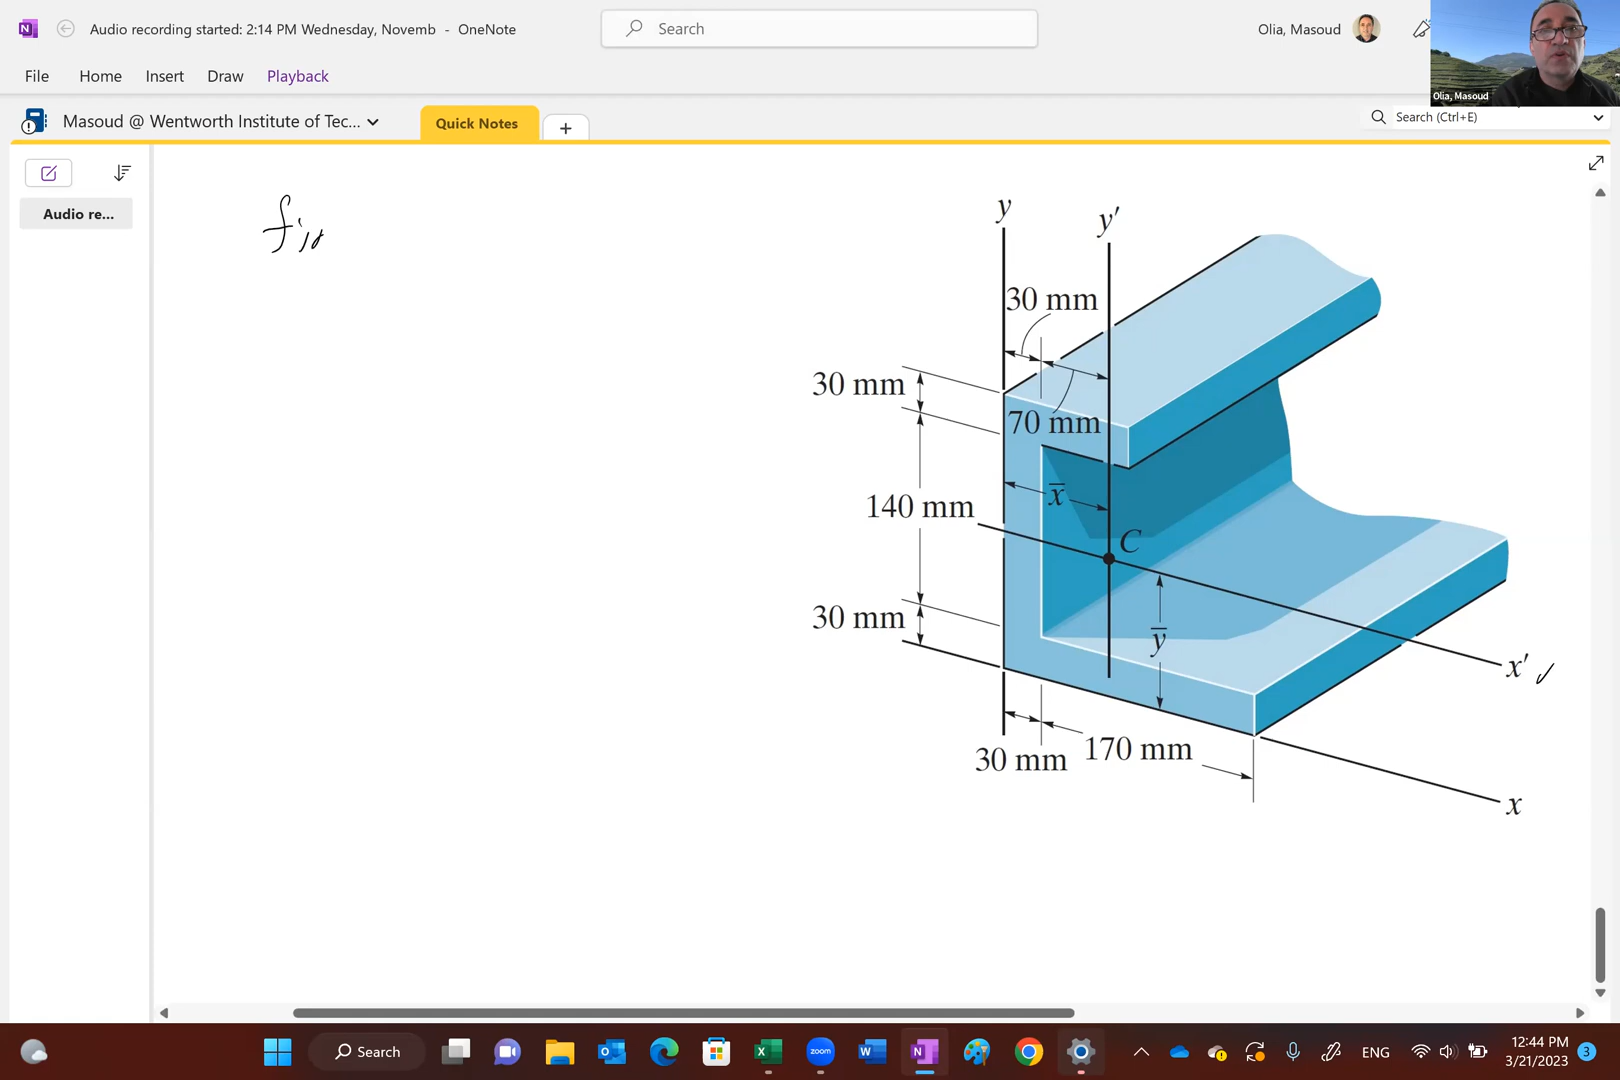 Audio recording started: 2:14 PM Wednesday, Novemb - OneNote
Search
Olia, Masoud
Olia, Masoud
File Home Insert Draw Playback
Masoud @ Wentworth Institute of Tec...
Quick Notes
+
Search (Ctrl+E)
Audio re...
y
y′
30 mm
30 mm
70 mm
x̅
140 mm
C
30 mm
y̅
x′ ✓
30 mm
170 mm
x
Search
zoom
ENG
12:44 PM
3/21/2023
3